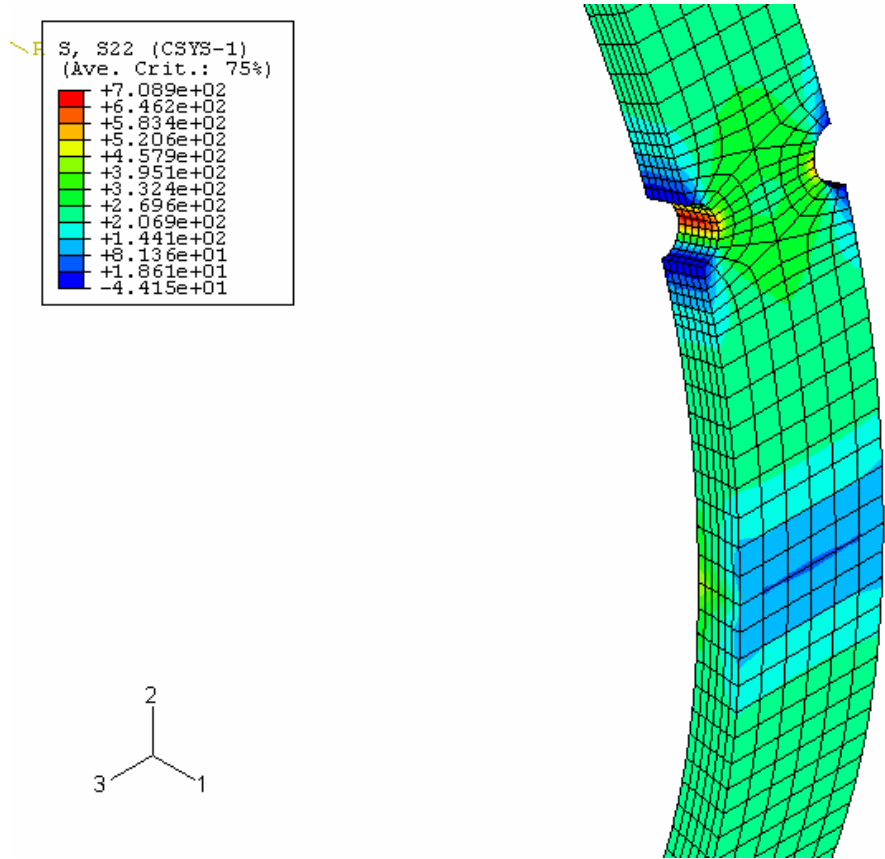 R
S, S22 (CSYS-1)
(Ave. Crit.: 75%)
+7.089e+02
+6.462e+02
+5.834e+02
+5.206e+02
+4.579e+02
+3.951e+02
+3.324e+02
+2.696e+02
+2.069e+02
+1.441e+02
+8.136e+01
+1.861e+01
-4.415e+01
2
3
1